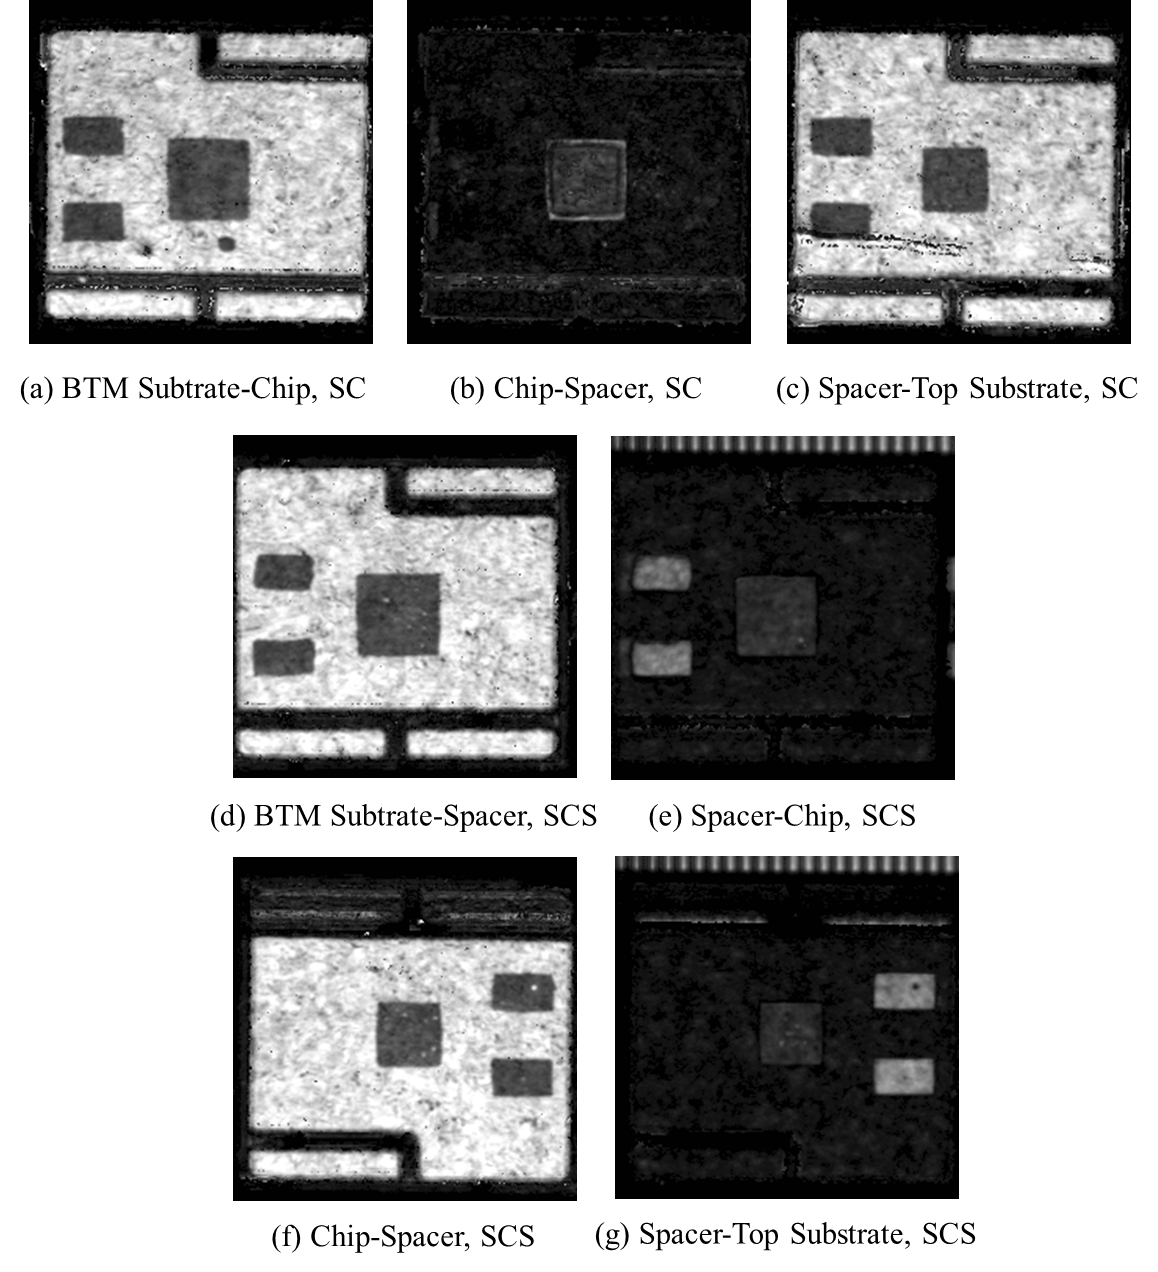 (a) BTM Subtrate-Chip, SC
(b) Chip-Spacer, SC
(c) Spacer-Top Substrate, SC
(d) BTM Subtrate-Spacer, SCS
(e) Spacer-Chip, SCS
(f) Chip-Spacer, SCS
(g) Spacer-Top Substrate, SCS